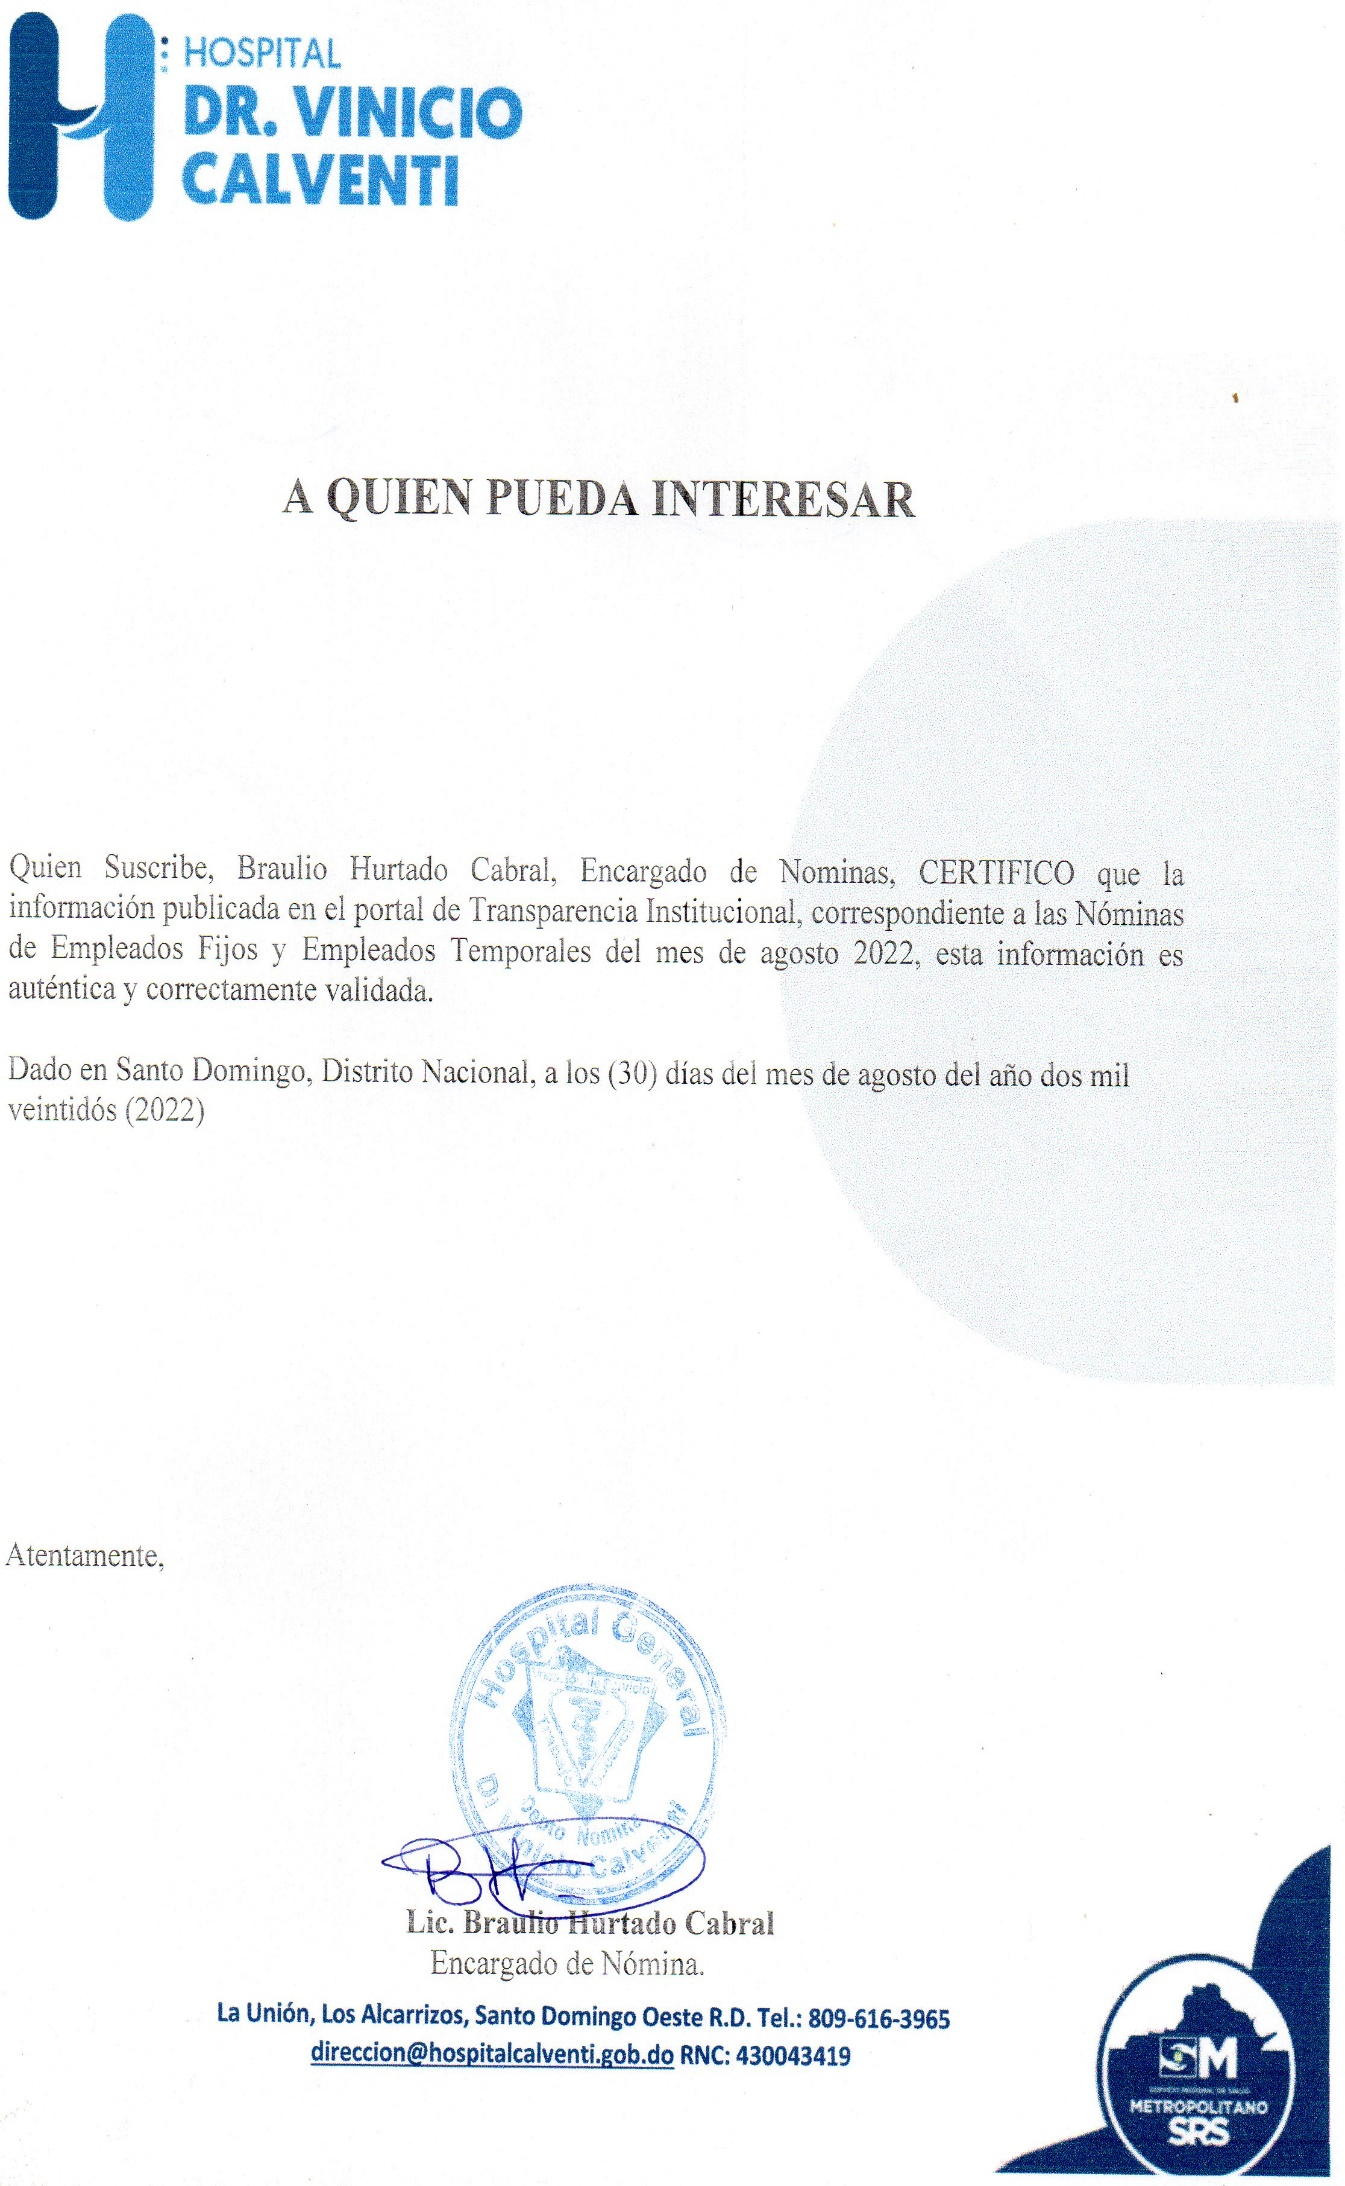 HOSPITAL
DR. VINICIO
CALVENTI
A QUIEN PUEDA INTERESAR
Quien Suscribe, Braulio Hurtado Cabral, Encargado de Nominas, CERTIFICO que la
información publicada en el portal de Transparencia Institucional, correspondiente a las Nóminas
de Empleados Fijos y Empleados Temporales del mes de agosto 2022, esta información es
auténtica y correctamente validada.
Dado en Santo Domingo, Distrito Nacional, a los (30) días del mes de agosto del año dos mil
veintidós (2022)
Atentamente,
Hospital General
Calventi
Lic. Braulio Hurtado Cabral
Encargado de Nómina.
La Unión, Los Alcarrizos, Santo Domingo Oeste R.D. Tel.: 809-616-3965
direccion@hospitalcalventi.gob.do RNC: 430043419
SM
SERVICIO REGIONAL DE SALUD
METROPOLITANO
SRS